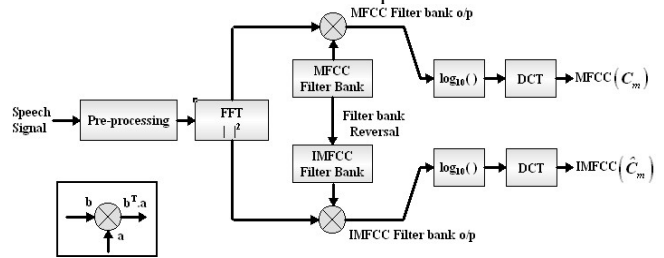 MFCC Filter bank o/p
MFCC
Filter Bank
log₁₀( )
DCT
MFCC(Cₘ)
Speech
Signal
Pre-processing
FFT
| |²
Filter bank
Reversal
IMFCC
Filter Bank
log₁₀( )
DCT
IMFCC(Ĉₘ)
b
bᵀ.a
a
IMFCC Filter bank o/p